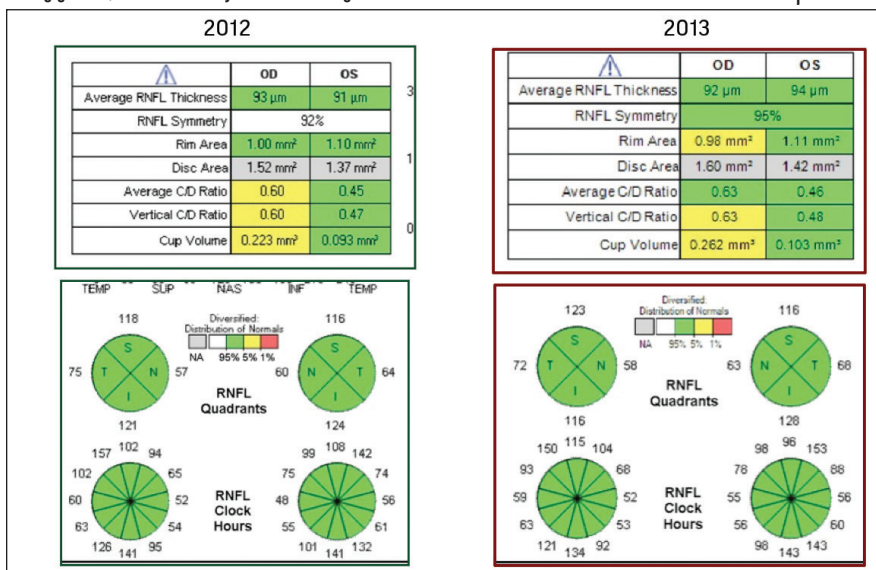 2012
2013
OD OS
Average RNFL Thickness 93 µm 91 µm
RNFL Symmetry 92%
Rim Area 1.00 mm² 1.10 mm²
Disc Area 1.52 mm² 1.37 mm²
Average C/D Ratio 0.60 0.45
Vertical C/D Ratio 0.60 0.47
Cup Volume 0.223 mm³ 0.093 mm³
3
1
0
OD OS
Average RNFL Thickness 92 µm 94 µm
RNFL Symmetry 95%
Rim Area 0.98 mm² 1.11 mm²
Disc Area 1.60 mm² 1.42 mm²
Average C/D Ratio 0.63 0.46
Vertical C/D Ratio 0.63 0.48
Cup Volume 0.262 mm³ 0.103 mm³
TEMP SUP NAS INF TEMP
118
Diversified:
Distribution of Normals
NA 95% 5% 1%
116
S
75 T N 57
I
121
RNFL
Quadrants
S
60 N T 64
I
124
157 102 94
102 65
60 52
63 54
126 141 95
RNFL
Clock
Hours
99 108 142
75 74
48 56
55 61
101 141 132
123
Diversified:
Distribution of Normals
NA 95% 5% 1%
116
S
72 T N 58
I
116
RNFL
Quadrants
S
63 N T 68
I
128
150 115 104
93 68
59 52
63 53
121 134 92
RNFL
Clock
Hours
98 96 153
78 88
55 56
56 60
98 143 143